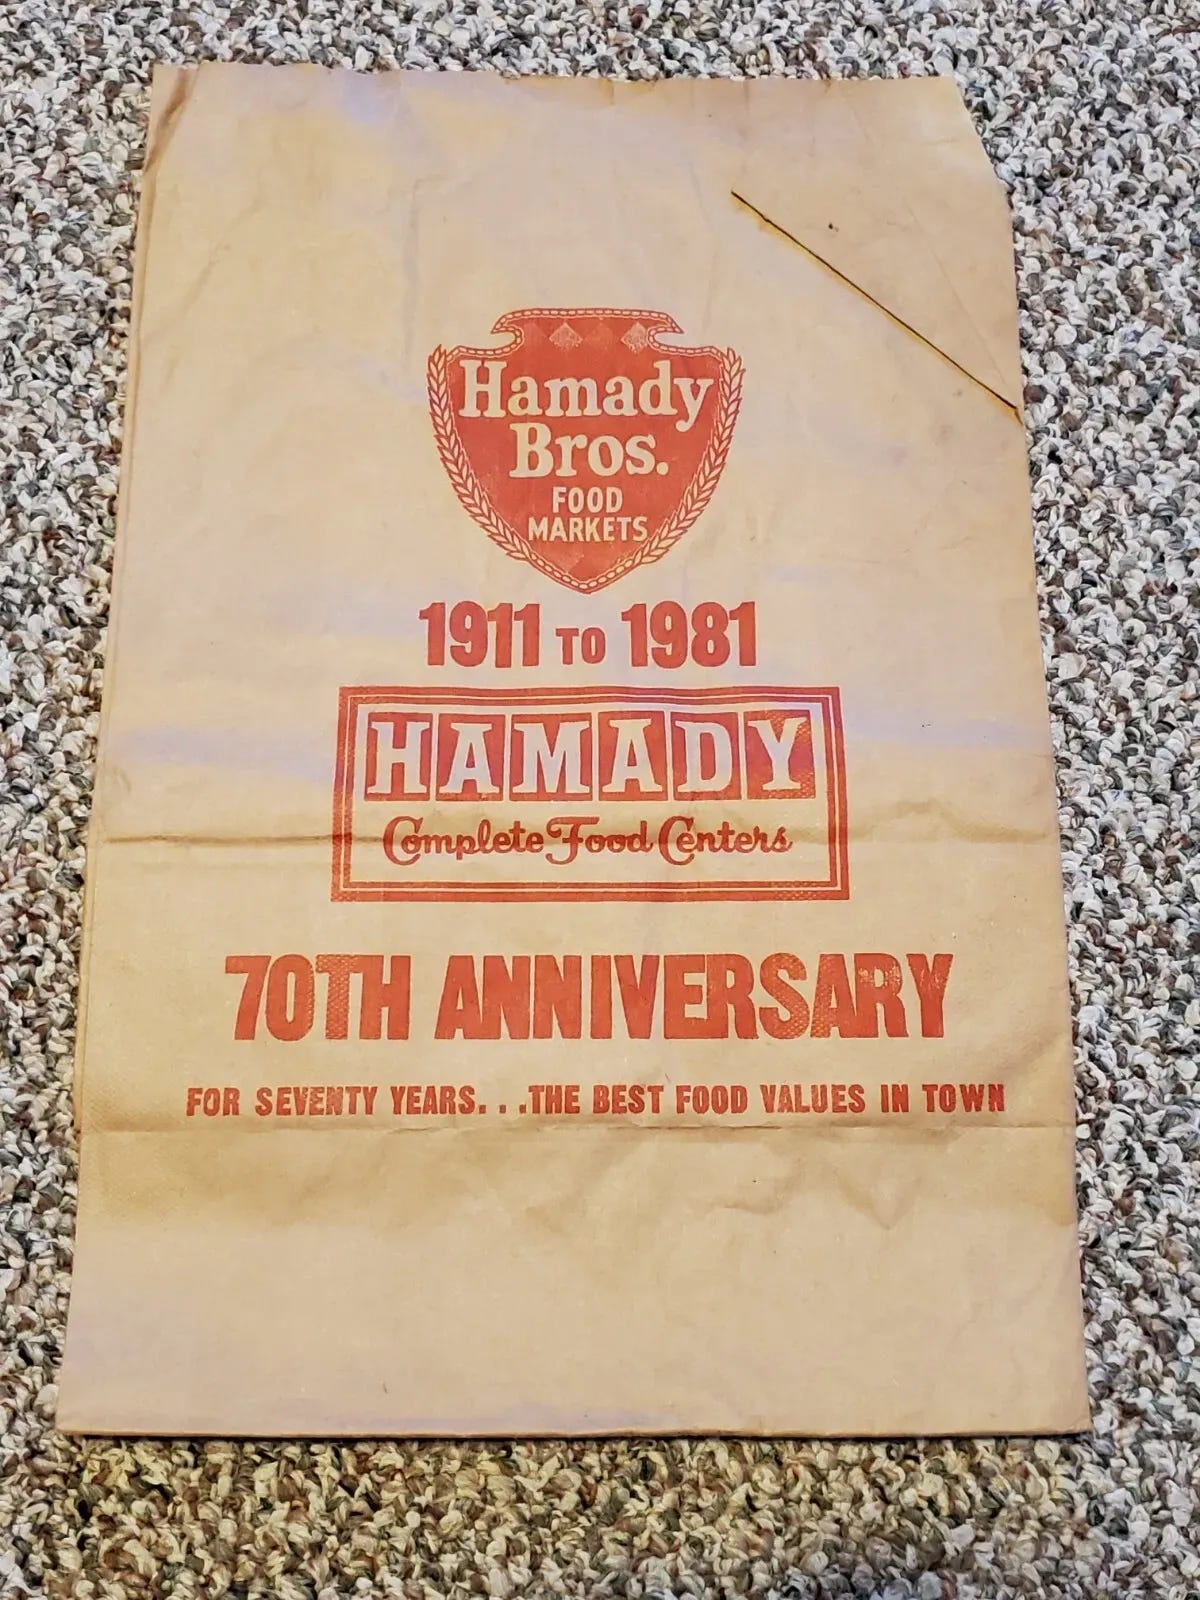 Hamady
Bros.
FOOD
MARKETS
1911 TO 1981
HAMADY
Complete Food Centers
70TH ANNIVERSARY
FOR SEVENTY YEARS. . .THE BEST FOOD VALUES IN TOWN